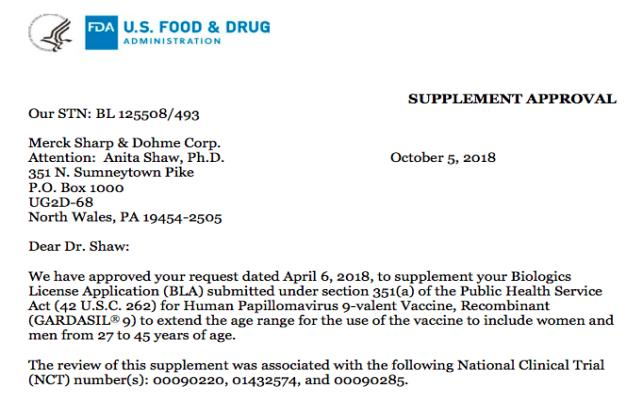 FDA U.S. FOOD & DRUG
ADMINISTRATION
SUPPLEMENT APPROVAL
Our STN: BL 125508/493
Merck Sharp & Dohme Corp.
Attention: Anita Shaw, Ph.D.
October 5, 2018
351 N. Sumneytown Pike
P.O. Box 1000
UG2D-68
North Wales, PA 19454-2505
Dear Dr. Shaw:
We have approved your request dated April 6, 2018, to supplement your Biologics
License Application (BLA) submitted under section 351(a) of the Public Health Service
Act (42 U.S.C. 262) for Human Papillomavirus 9-valent Vaccine, Recombinant
(GARDASIL® 9) to extend the age range for the use of the vaccine to include women and
men from 27 to 45 years of age.
The review of this supplement was associated with the following National Clinical Trial
(NCT) number(s): 00090220, 01432574, and 00090285.